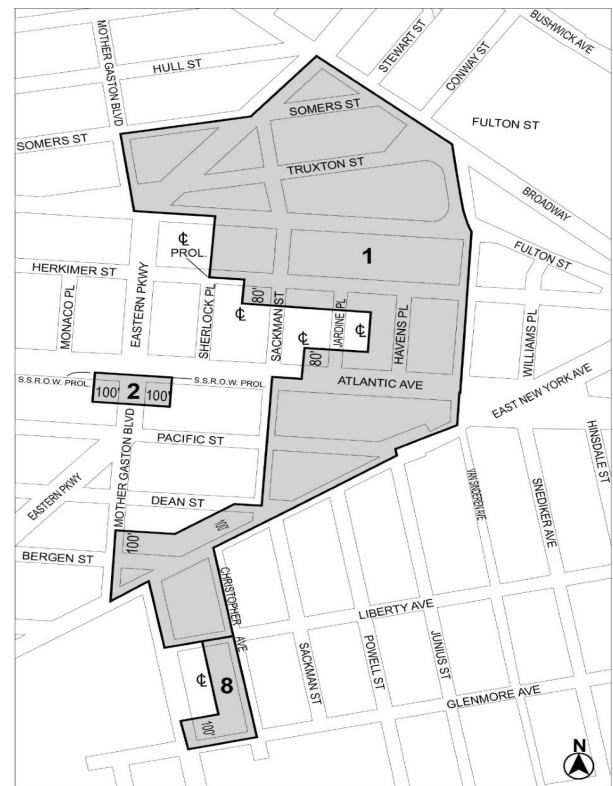 MOTHER GASTON BLVD
HULL ST
STEWART ST
CONWAY ST
BUSHWICK AVE
SOMERS ST
FULTON ST
SOMERS ST
TRUXTON ST
BROADWAY
1
FULTON ST
℄
PROL.
HERKIMER ST
MONACO PL
EASTERN PKWY
SHERLOCK PL
80'
℄
SACKMAN ST
℄
JARDINE PL
℄
HAVENS PL
WILLIAMS PL
80'
ATLANTIC AVE
EAST NEW YORK AVE
S.S.R.O.W. PROL.
S.S.R.O.W. PROL.
100'
2
100'
PACIFIC ST
MOTHER GASTON BLVD
EASTERN PKWY
DEAN ST
VAN SINDEREN AVE
SNEDIKER AVE
HINSDALE ST
100'
100'
BERGEN ST
CHRISTOPHER AVE
LIBERTY AVE
SACKMAN ST
POWELL ST
JUNIUS ST
GLENMORE AVE
℄
8
100'
N